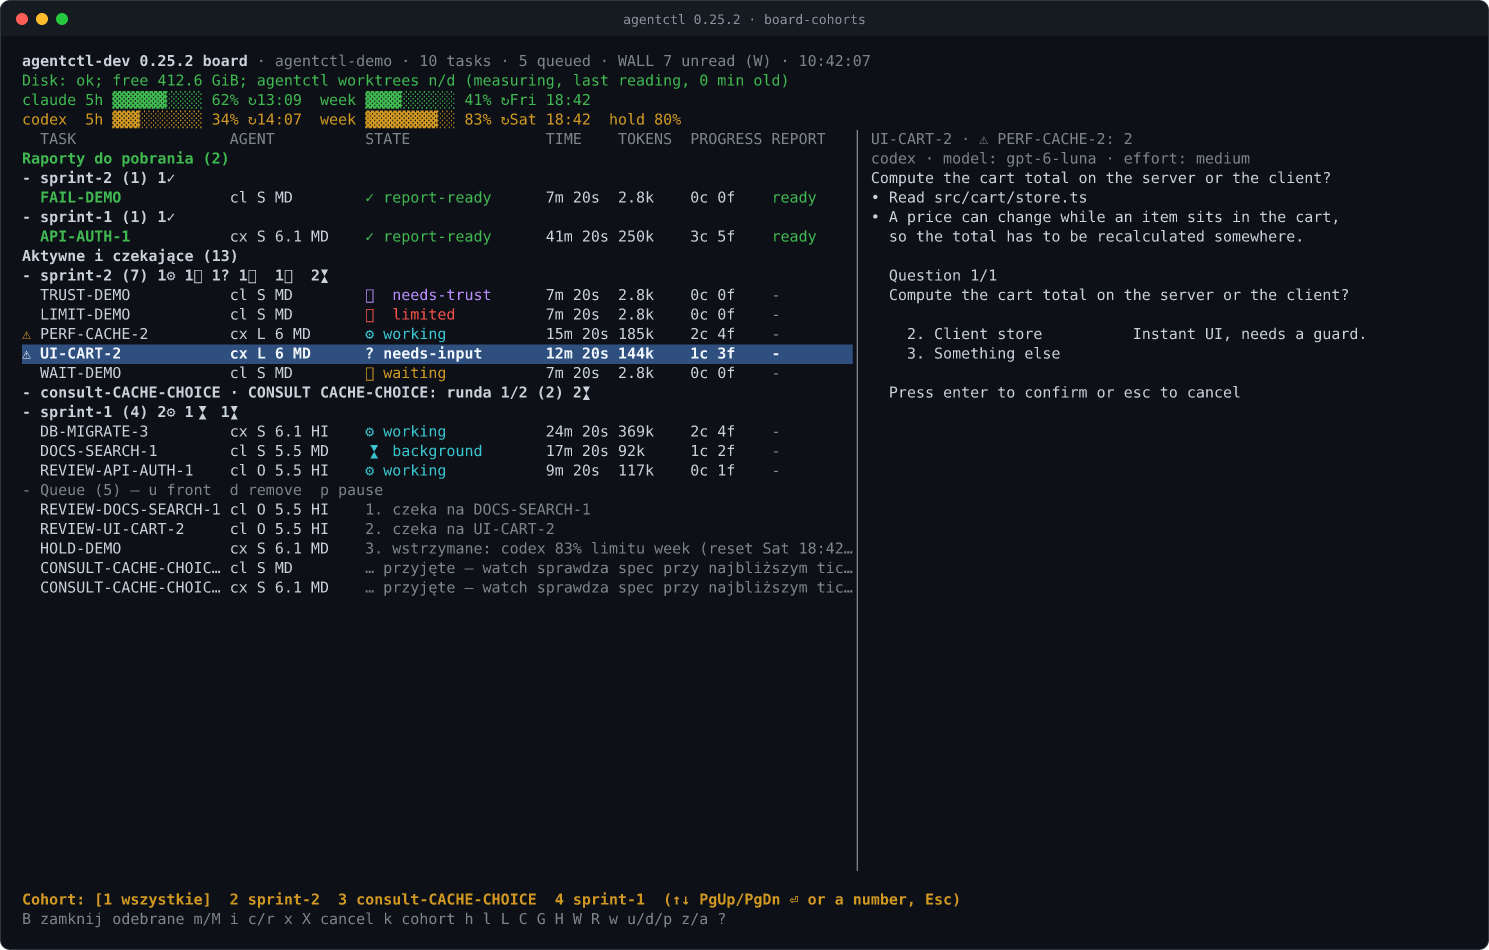 agentctl 0.25.2 · board-cohorts
agentctl-dev 0.25.2 board · agentctl-demo · 10 tasks · 5 queued · WALL 7 unread (W) · 10:42:07
Disk: ok; free 412.6 GiB; agentctl worktrees n/d (measuring, last reading, 0 min old)
claude 5h ▓▓▓▓▓▓░░░░ 62% ↻13:09  week ▓▓▓▓░░░░░░ 41% ↻Fri 18:42
codex  5h ▓▓▓░░░░░░░ 34% ↻14:07  week ▓▓▓▓▓▓▓▓░░ 83% ↻Sat 18:42  hold 80%
TASK AGENT STATE TIME TOKENS PROGRESS REPORT
Raporty do pobrania (2)
- sprint-2 (1) 1✓
FAIL-DEMO cl S MD ✓ report-ready 7m 20s 2.8k 0c 0f ready
- sprint-1 (1) 1✓
API-AUTH-1 cx S 6.1 MD ✓ report-ready 41m 20s 250k 3c 5f ready
Aktywne i czekające (13)
- sprint-2 (7) 1⚙ 1▯ 1? 1▯ 1▯ 2⧗
TRUST-DEMO cl S MD ▯ needs-trust 7m 20s 2.8k 0c 0f -
LIMIT-DEMO cl S MD ▯ limited 7m 20s 2.8k 0c 0f -
⚠ PERF-CACHE-2 cx L 6 MD ⚙ working 15m 20s 185k 2c 4f -
⚠ UI-CART-2 cx L 6 MD ? needs-input 12m 20s 144k 1c 3f -
WAIT-DEMO cl S MD ▯ waiting 7m 20s 2.8k 0c 0f -
- consult-CACHE-CHOICE · CONSULT CACHE-CHOICE: runda 1/2 (2) 2⧗
- sprint-1 (4) 2⚙ 1⧗ 1⧗
DB-MIGRATE-3 cx S 6.1 HI ⚙ working 24m 20s 369k 2c 4f -
DOCS-SEARCH-1 cl S 5.5 MD ⧗ background 17m 20s 92k 1c 2f -
REVIEW-API-AUTH-1 cl O 5.5 HI ⚙ working 9m 20s 117k 0c 1f -
- Queue (5) — u front  d remove  p pause
REVIEW-DOCS-SEARCH-1 cl O 5.5 HI 1. czeka na DOCS-SEARCH-1
REVIEW-UI-CART-2 cl O 5.5 HI 2. czeka na UI-CART-2
HOLD-DEMO cx S 6.1 MD 3. wstrzymane: codex 83% limitu week (reset Sat 18:42…
CONSULT-CACHE-CHOIC… cl S MD … przyjęte — watch sprawdza spec przy najbliższym tic…
CONSULT-CACHE-CHOIC… cx S 6.1 MD … przyjęte — watch sprawdza spec przy najbliższym tic…
UI-CART-2 · ⚠ PERF-CACHE-2: 2
codex · model: gpt-6-luna · effort: medium
Compute the cart total on the server or the client?
• Read src/cart/store.ts
• A price can change while an item sits in the cart,
so the total has to be recalculated somewhere.
Question 1/1
Compute the cart total on the server or the client?
2. Client store Instant UI, needs a guard.
3. Something else
Press enter to confirm or esc to cancel
Cohort: [1 wszystkie]  2 sprint-2  3 consult-CACHE-CHOICE  4 sprint-1  (↑↓ PgUp/PgDn ⏎ or a number, Esc)
B zamknij odebrane m/M i c/r x X cancel k cohort h l L C G H W R w u/d/p z/a ?